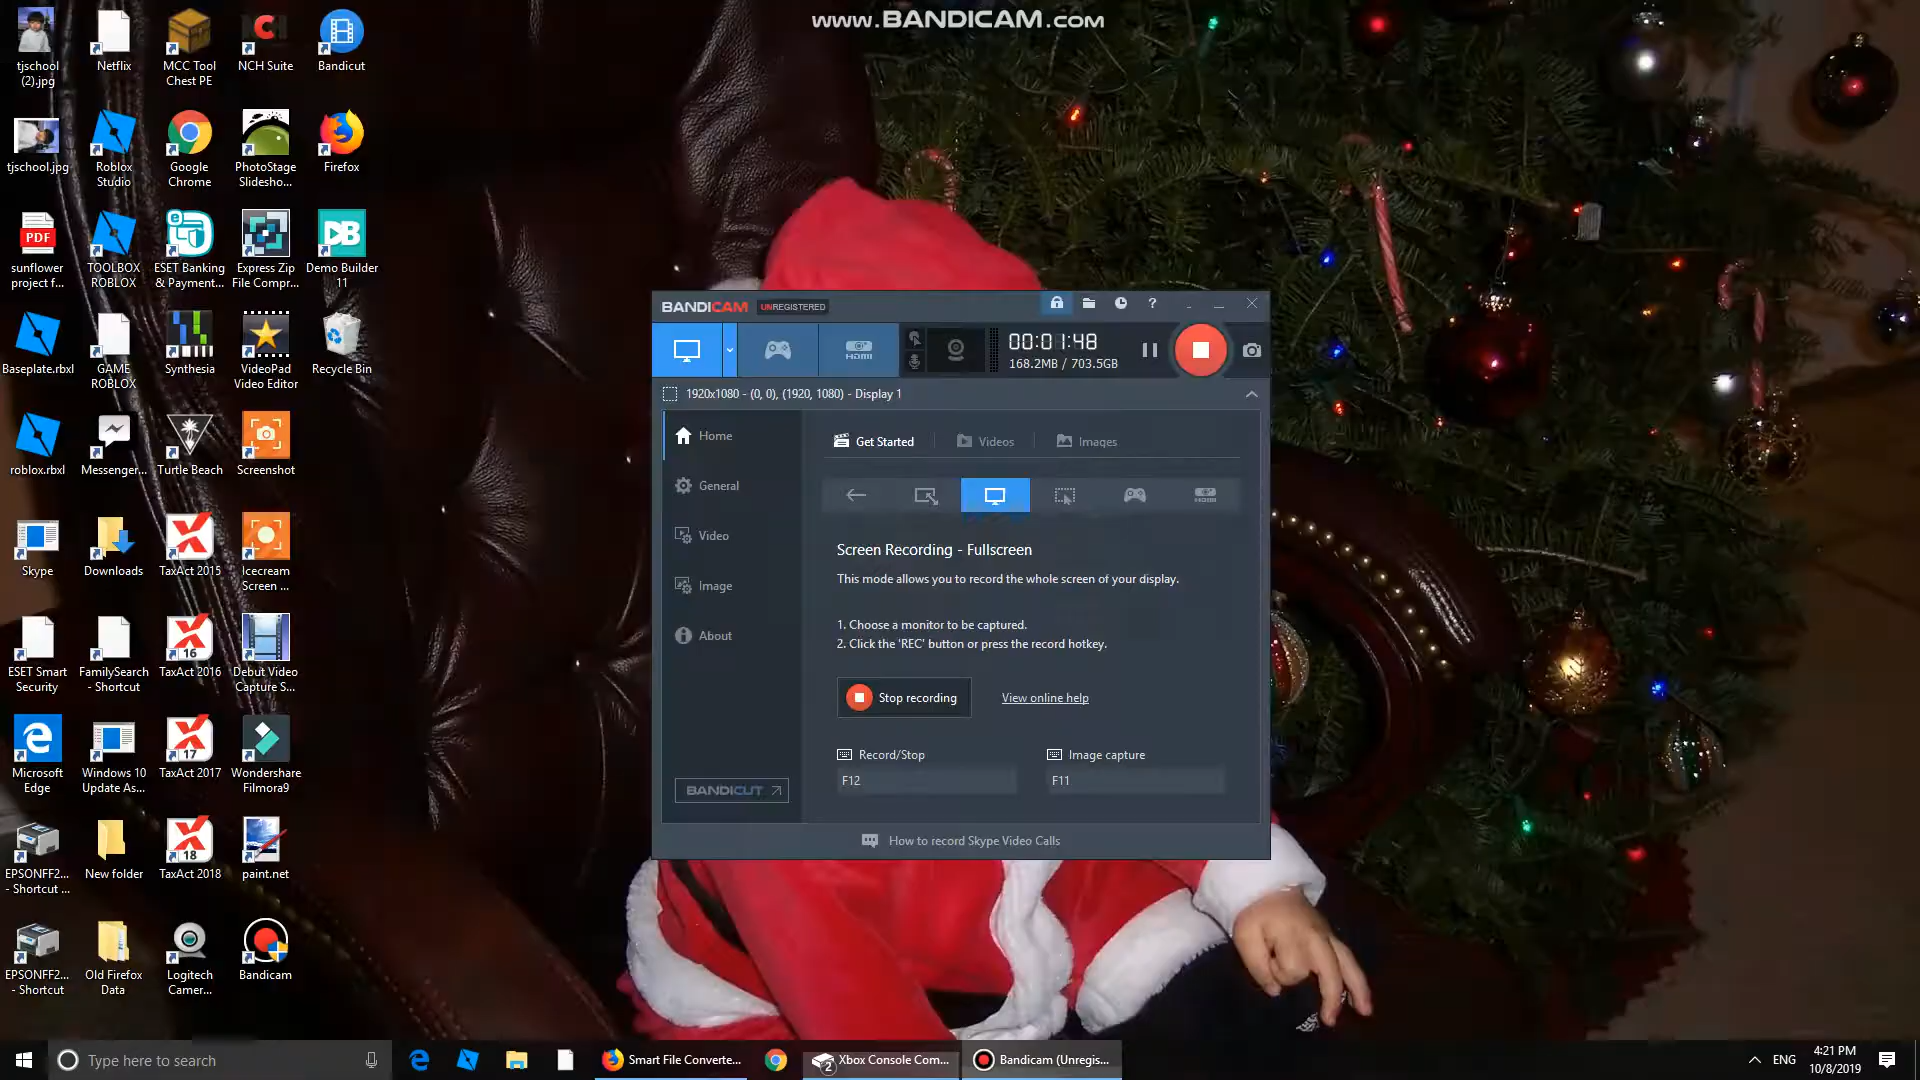 www.BANDICAM.com
tjschool
(2).jpg
Netflix
MCC Tool
Chest PE
NCH Suite
Bandicut
tjschool.jpg
Roblox
Studio
Google
Chrome
PhotoStage
Slidesho...
Firefox
PDF
sunflower
project f...
TOOLBOX
ROBLOX
ESET Banking
& Payment...
Express Zip
File Compr...
DB
Demo Builder
11
Baseplate.rbxl
GAME
ROBLOX
Synthesia
VideoPad
Video Editor
Recycle Bin
roblox.rbxl
Messenger...
Turtle Beach
Screenshot
Skype
Downloads
TaxAct 2015
Icecream
Screen ...
ESET Smart
Security
FamilySearch
- Shortcut
16
TaxAct 2016
Debut Video
Capture S...
Microsoft
Edge
Windows 10
Update As...
17
TaxAct 2017
Wondershare
Filmora9
EPSONFF2...
- Shortcut ...
New folder
18
TaxAct 2018
paint.net
EPSONFF2...
- Shortcut
Old Firefox
Data
Logitech
Camer...
Bandicam
BANDICAM UNREGISTERED
?
HDMI
00:01:48
168.2MB / 703.5GB
1920x1080 - (0, 0), (1920, 1080) - Display 1
Home
General
Video
Image
About
BANDICUT
Get Started
Videos
Images
HDMI
Screen Recording - Fullscreen
This mode allows you to record the whole screen of your display.
1. Choose a monitor to be captured.
2. Click the 'REC' button or press the record hotkey.
Stop recording
View online help
Record/Stop
Image capture
F12
F11
How to record Skype Video Calls
Type here to search
Smart File Converte...
2
Xbox Console Com...
Bandicam (Unregis...
ENG
4:21 PM
10/8/2019